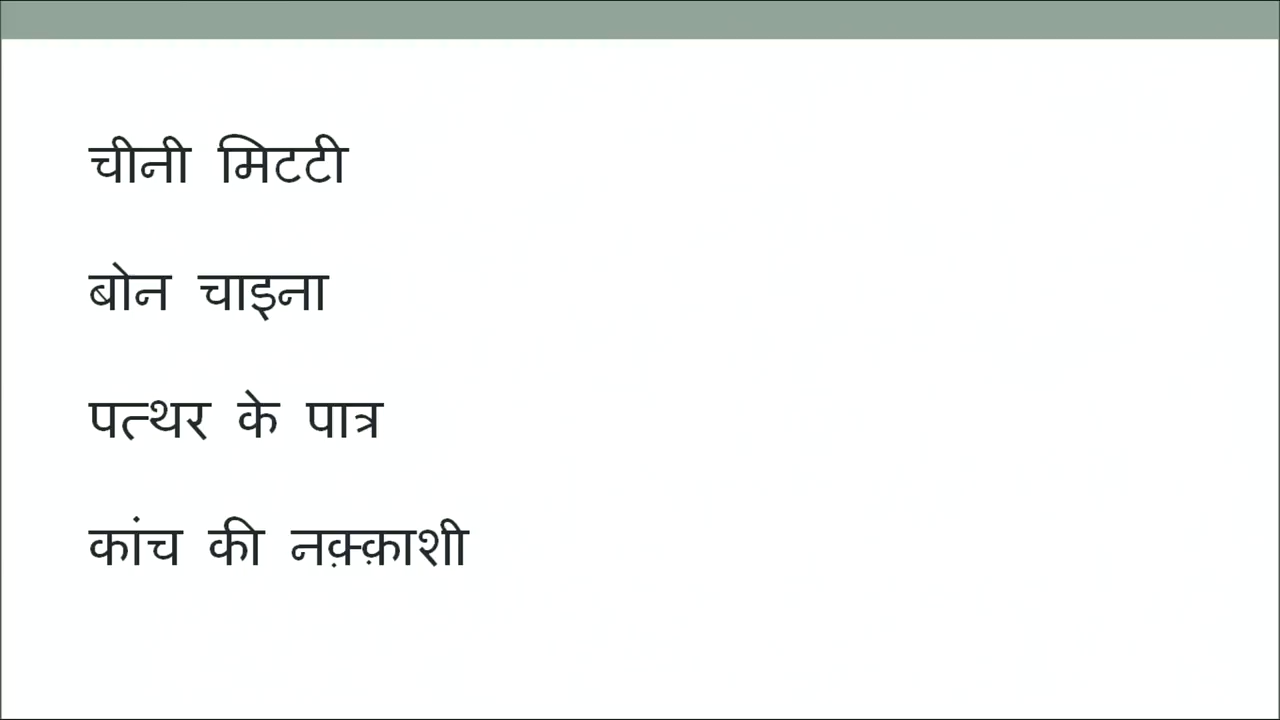 चीनी मिटटी
बोन चाइना
पत्थर के पात्र
कांच की नक़्क़ाशी